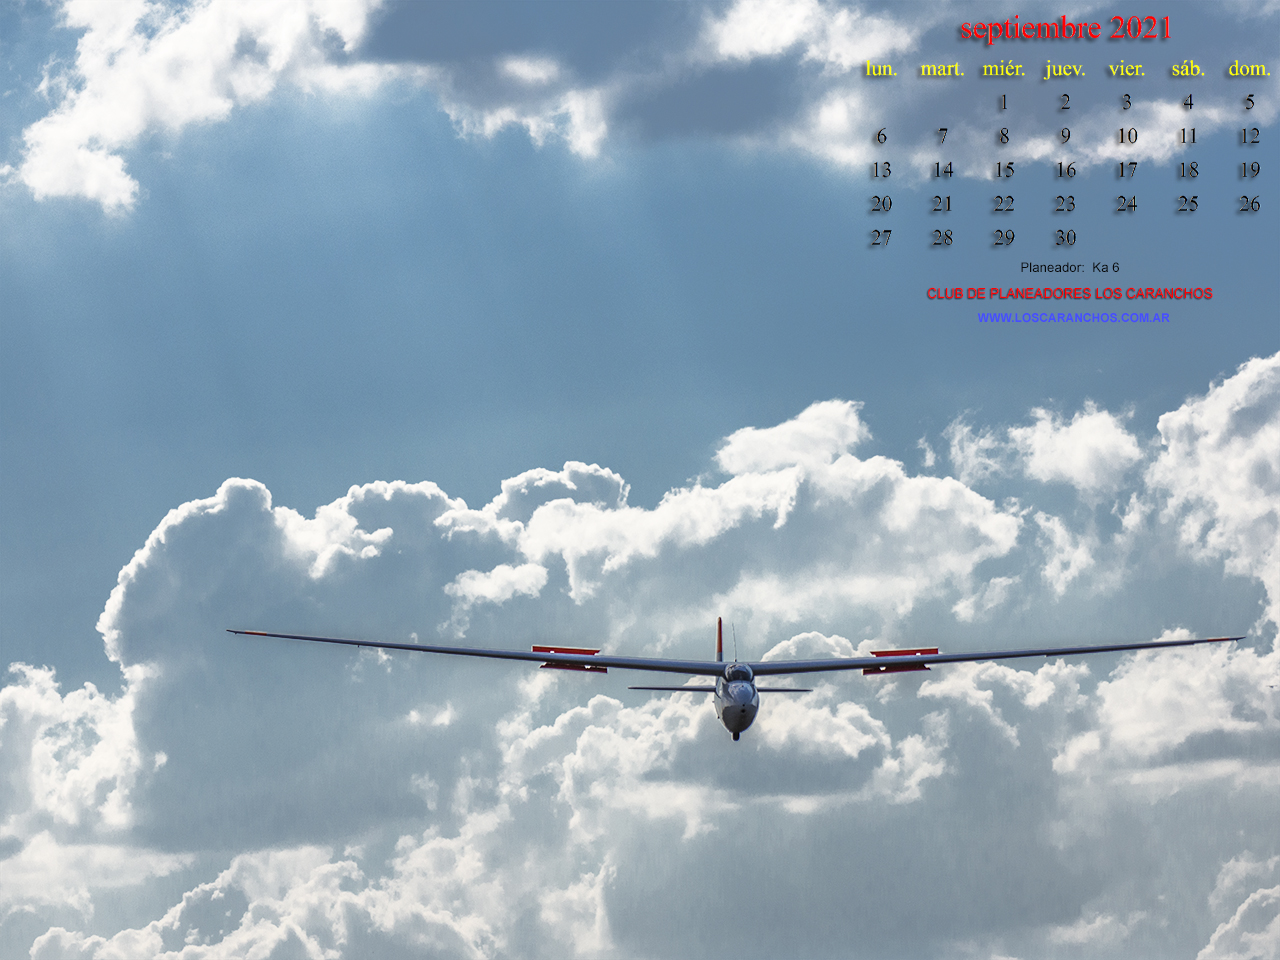 septiembre 2021
lun. mart. miér. juev. vier. sáb. dom.
1 2 3 4 5
6 7 8 9 10 11 12
13 14 15 16 17 18 19
20 21 22 23 24 25 26
27 28 29 30
Planeador: Ka 6
CLUB DE PLANEADORES LOS CARANCHOS
WWW.LOSCARANCHOS.COM.AR